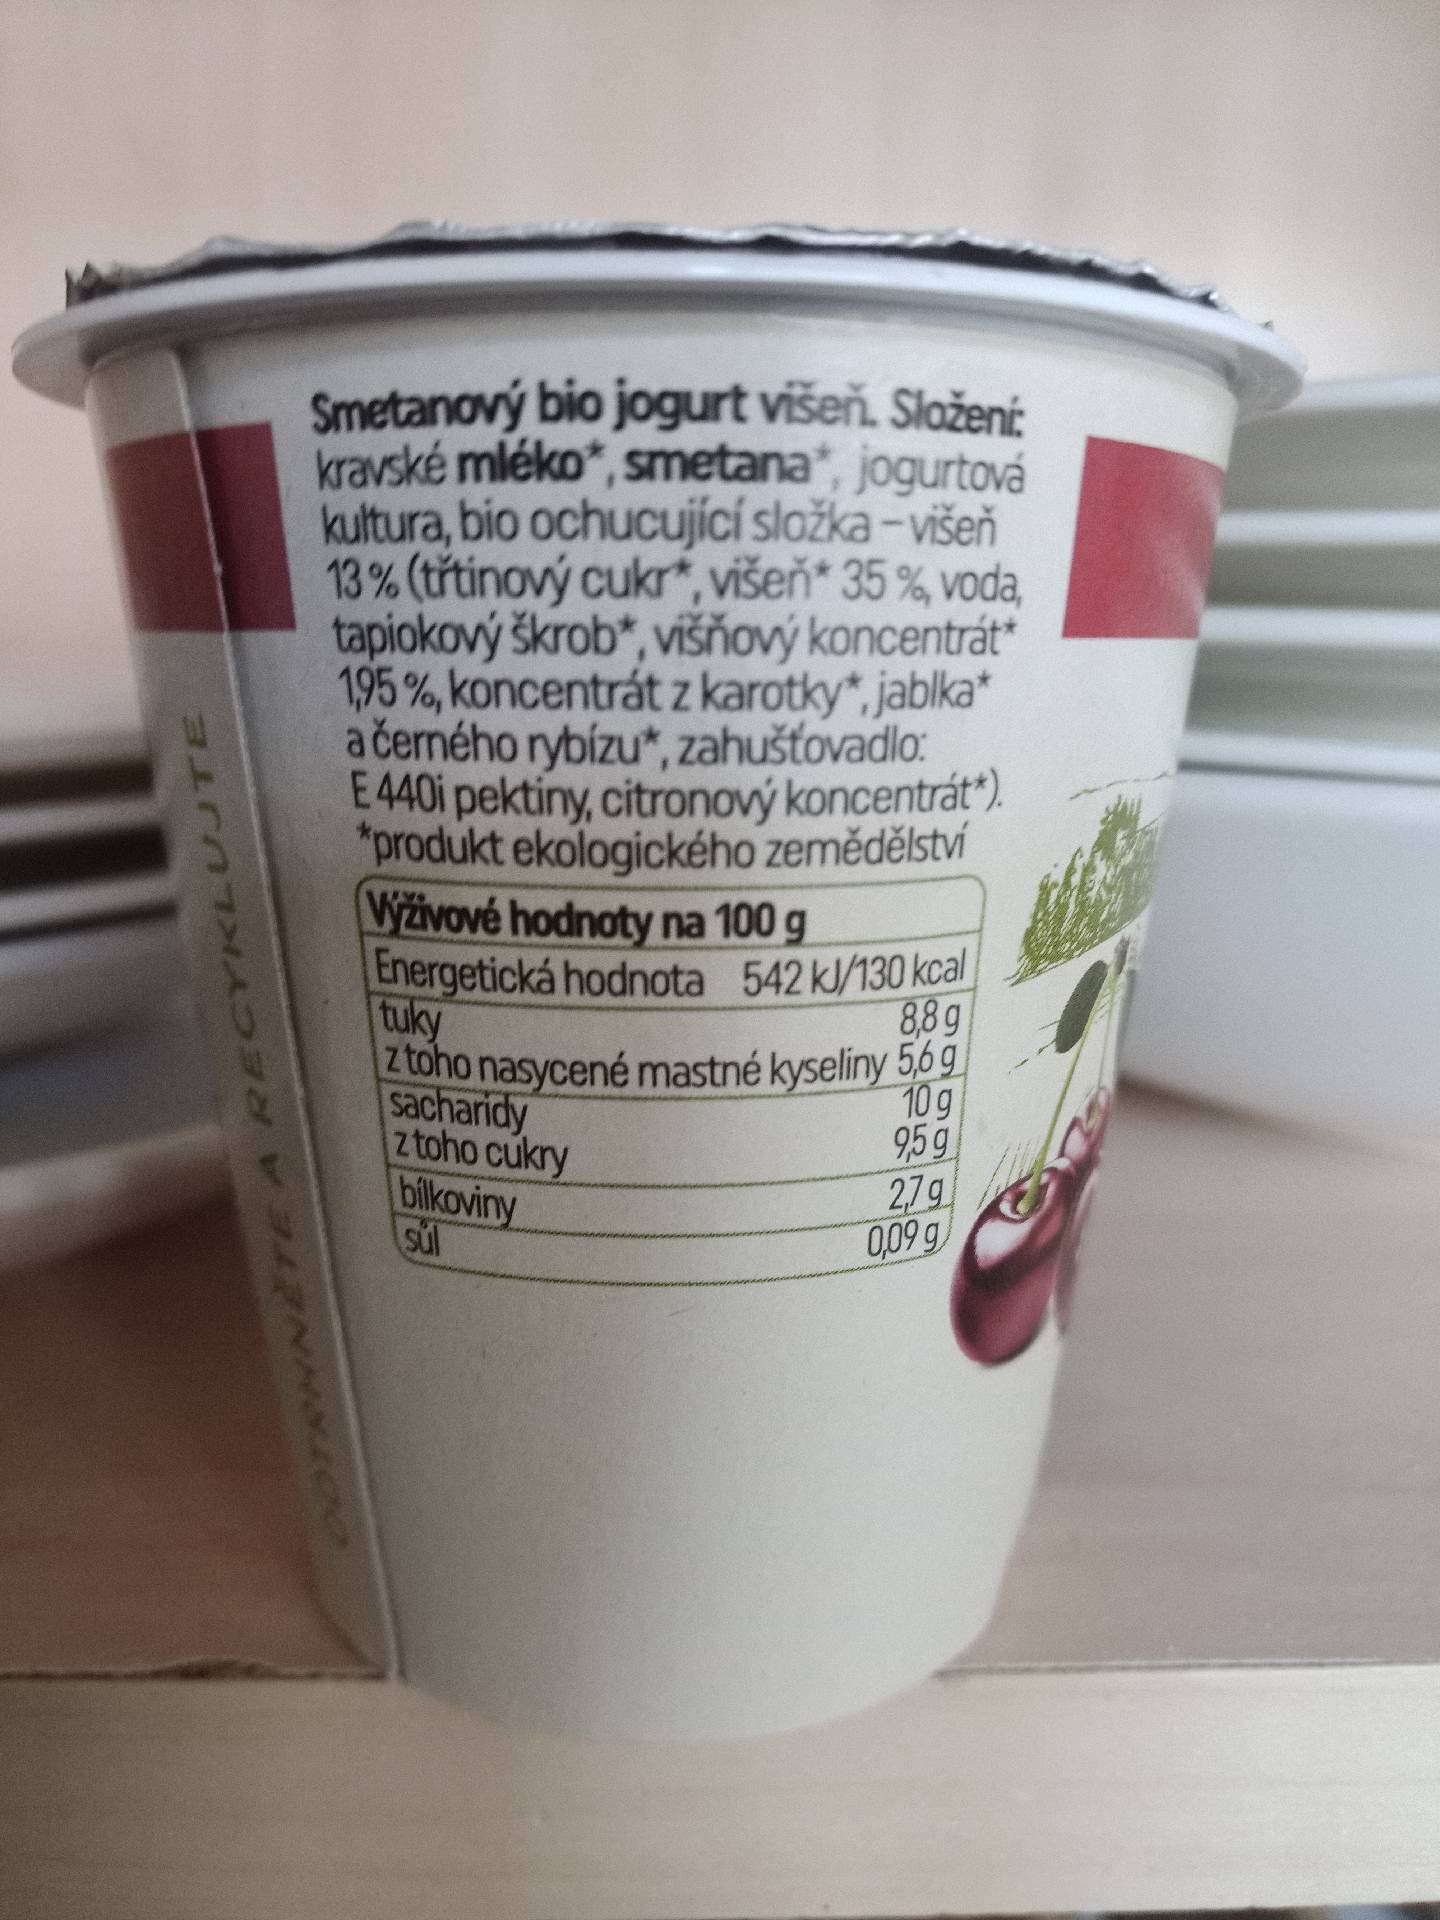 Smetanový bio jogurt višeň. Složení:
kravské mléko*, smetana*, jogurtová
kultura, bio ochucující složka – višeň
13 % (třtinový cukr*, višeň* 35 %, voda,
tapiokový škrob*, višňový koncentrát*
1,95 %, koncentrát z karotky*, jablka*
a černého rybízu*, zahušťovadlo:
E 440i pektiny, citronový koncentrát*).
*produkt ekologického zemědělství
Výživové hodnoty na 100 g
Energetická hodnota 542 kJ/130 kcal
tuky 8,8 g
z toho nasycené mastné kyseliny 5,6 g
sacharidy 10 g
z toho cukry 9,5 g
bílkoviny 2,7 g
sůl 0,09 g
ODTRHNĚTE A RECYKLUJTE